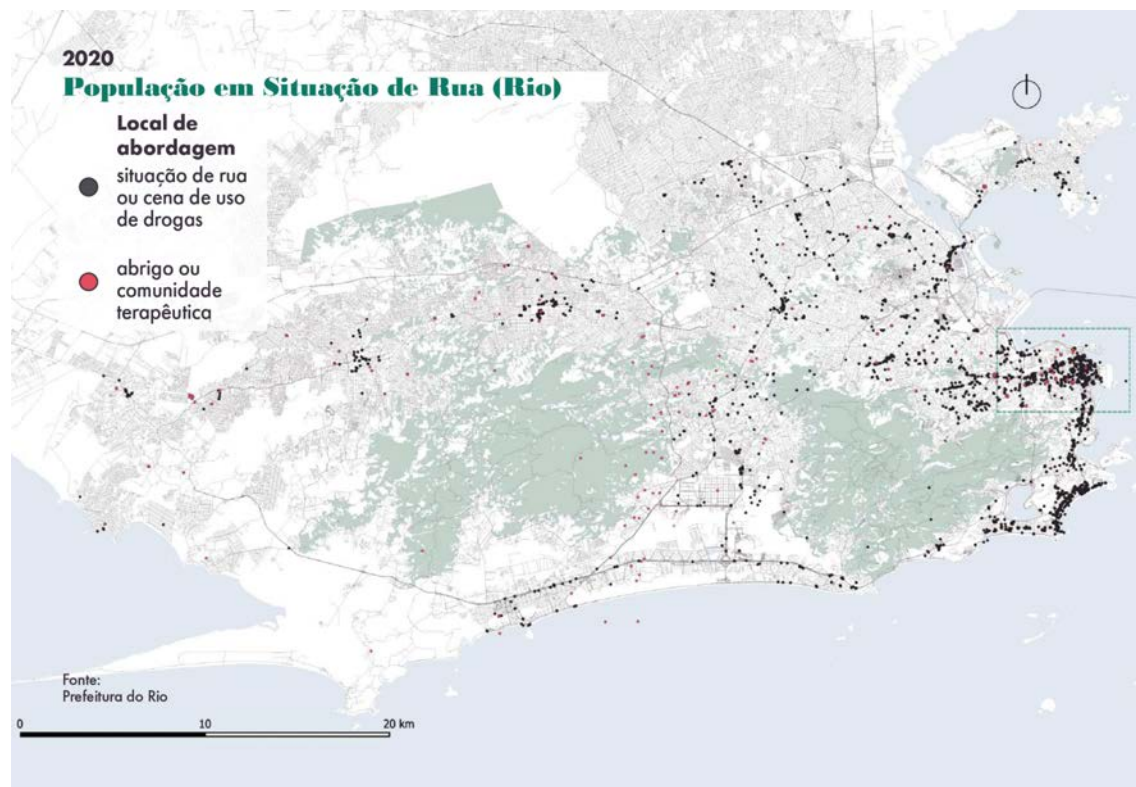 2020
População em Situação de Rua (Rio)
Local de
abordagem
situação de rua
ou cena de uso
de drogas
abrigo ou
comunidade
terapêutica
Fonte:
Prefeitura do Rio
0 10 20 km